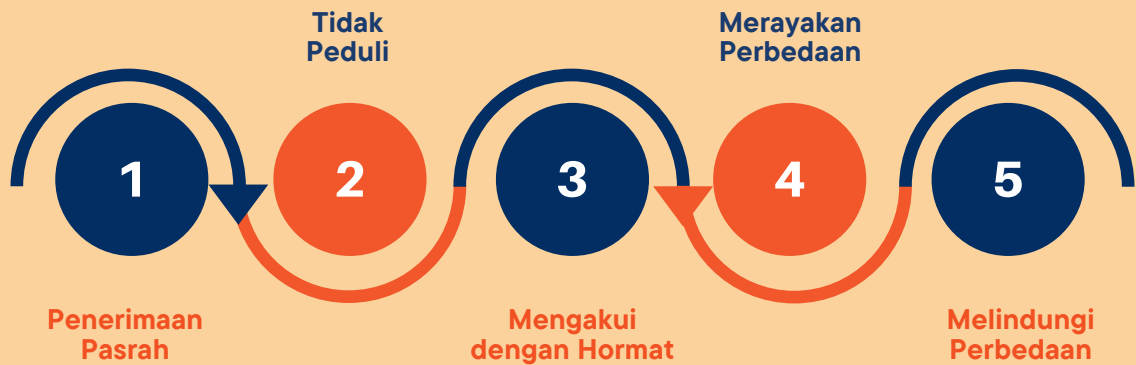 Tidak
Peduli
Merayakan
Perbedaan
1
2
3
4
5
Penerimaan
Pasrah
Mengakui
dengan Hormat
Melindungi
Perbedaan